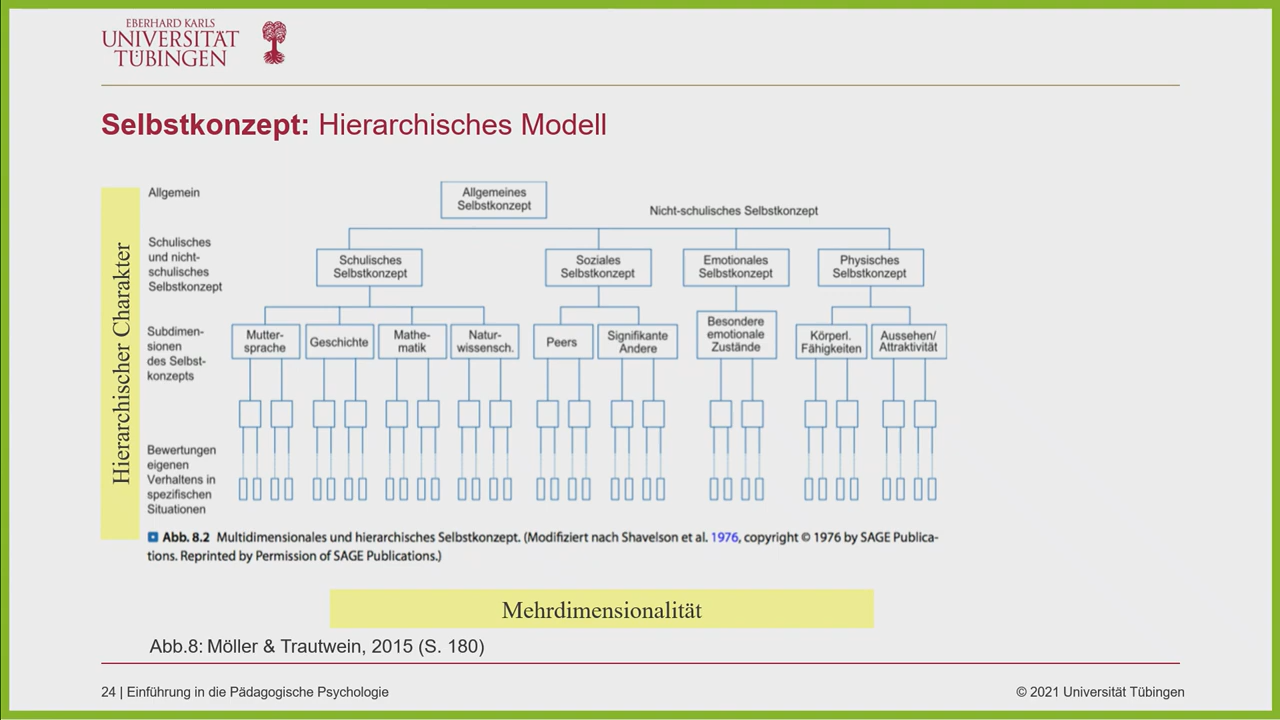 EBERHARD KARLS
UNIVERSITÄT
TÜBINGEN
Selbstkonzept: Hierarchisches Modell
Hierarchischer Charakter
Allgemein
Allgemeines
Selbstkonzept
Nicht-schulisches Selbstkonzept
Schulisches
und nicht-
schulisches
Selbstkonzept
Schulisches
Selbstkonzept
Soziales
Selbstkonzept
Emotionales
Selbstkonzept
Physisches
Selbstkonzept
Subdimen-
sionen
des Selbst-
konzepts
Mutter-
sprache
Geschichte
Mathe-
matik
Natur-
wissensch.
Peers
Signifikante
Andere
Besondere
emotionale
Zustände
Körperl.
Fähigkeiten
Aussehen/
Attraktivität
Bewertungen
eigenen
Verhaltens in
spezifischen
Situationen
Abb. 8.2 Multidimensionales und hierarchisches Selbstkonzept. (Modifiziert nach Shavelson et al. 1976, copyright © 1976 by SAGE Publica-
tions. Reprinted by Permission of SAGE Publications.)
Mehrdimensionalität
Abb.8: Möller & Trautwein, 2015 (S. 180)
24 | Einführung in die Pädagogische Psychologie
© 2021 Universität Tübingen